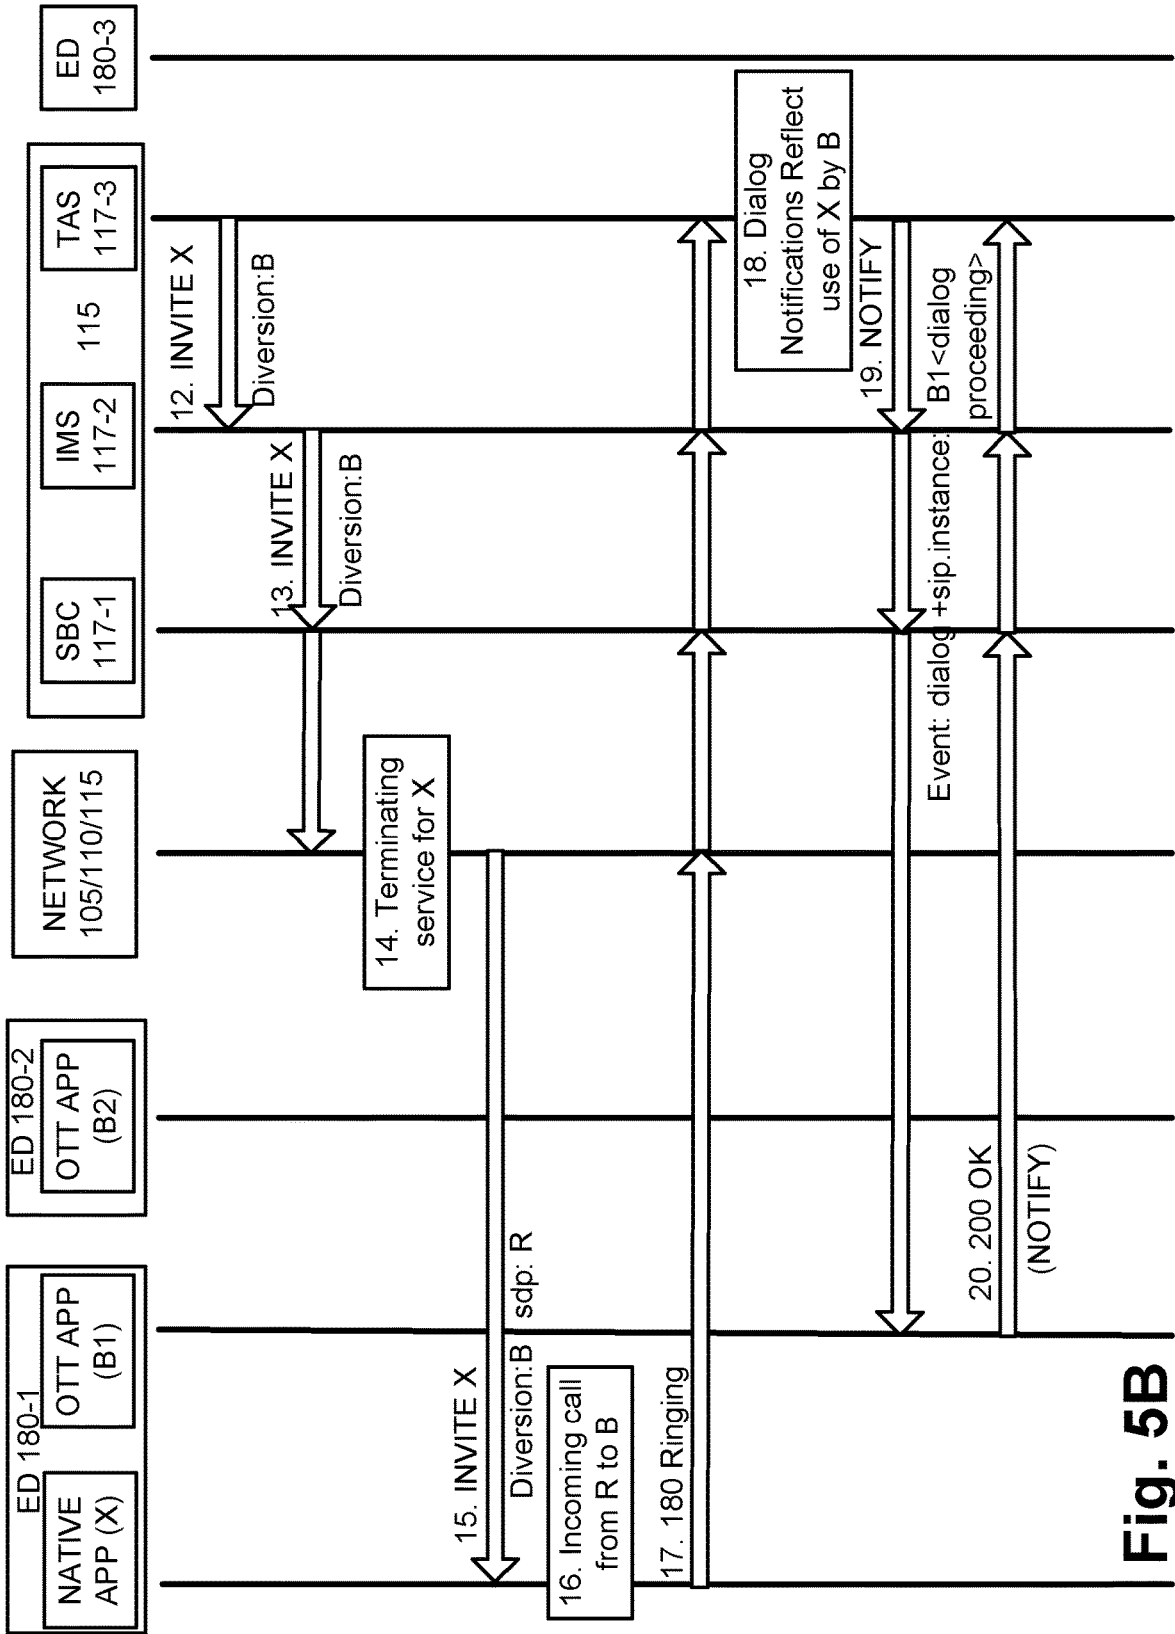 ED 180-1
NATIVE
APP (X)
OTT APP
(B1)
ED 180-2
OTT APP
(B2)
NETWORK
105/110/115
SBC
117-1
IMS
117-2
115
TAS
117-3
ED
180-3
12. INVITE X
Diversion:B
13. INVITE X
Diversion:B
14. Terminating
service for X
15. INVITE X
Diversion:B sdp: R
16. Incoming call
from R to B
17. 180 Ringing
18. Dialog
Notifications Reflect
use of X by B
19. NOTIFY
Event: dialog +sip.instance:
B1<dialog
proceeding>
20. 200 OK
(NOTIFY)
Fig. 5B